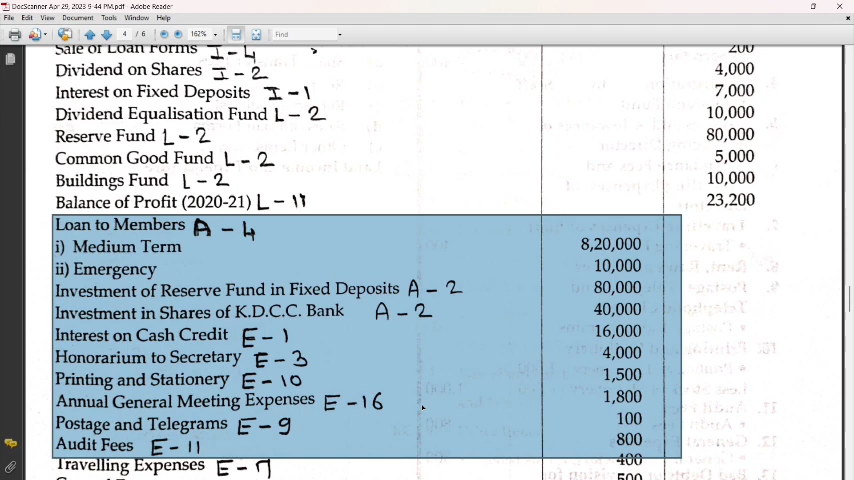 DocScanner Apr 29, 2023 9-44 PM.pdf - Adobe Reader
File Edit View Document Tools Window Help
4 / 6 162% Find
Sale of Loan Forms I - 4 200
Dividend on Shares I - 2 4,000
Interest on Fixed Deposits I - 1 7,000
Dividend Equalisation Fund L - 2 10,000
Reserve Fund L - 2 80,000
Common Good Fund L - 2 5,000
Buildings Fund L - 2 10,000
Balance of Profit (2020-21) L - 11 23,200
Loan to Members A - 4
i) Medium Term 8,20,000
ii) Emergency 10,000
Investment of Reserve Fund in Fixed Deposits A - 2 80,000
Investment in Shares of K.D.C.C. Bank A - 2 40,000
Interest on Cash Credit E - 1 16,000
Honorarium to Secretary E - 3 4,000
Printing and Stationery E - 10 1,500
Annual General Meeting Expenses E - 16 1,800
Postage and Telegrams E - 9 100
Audit Fees E - 11 800
Travelling Expenses E - 7 400
500